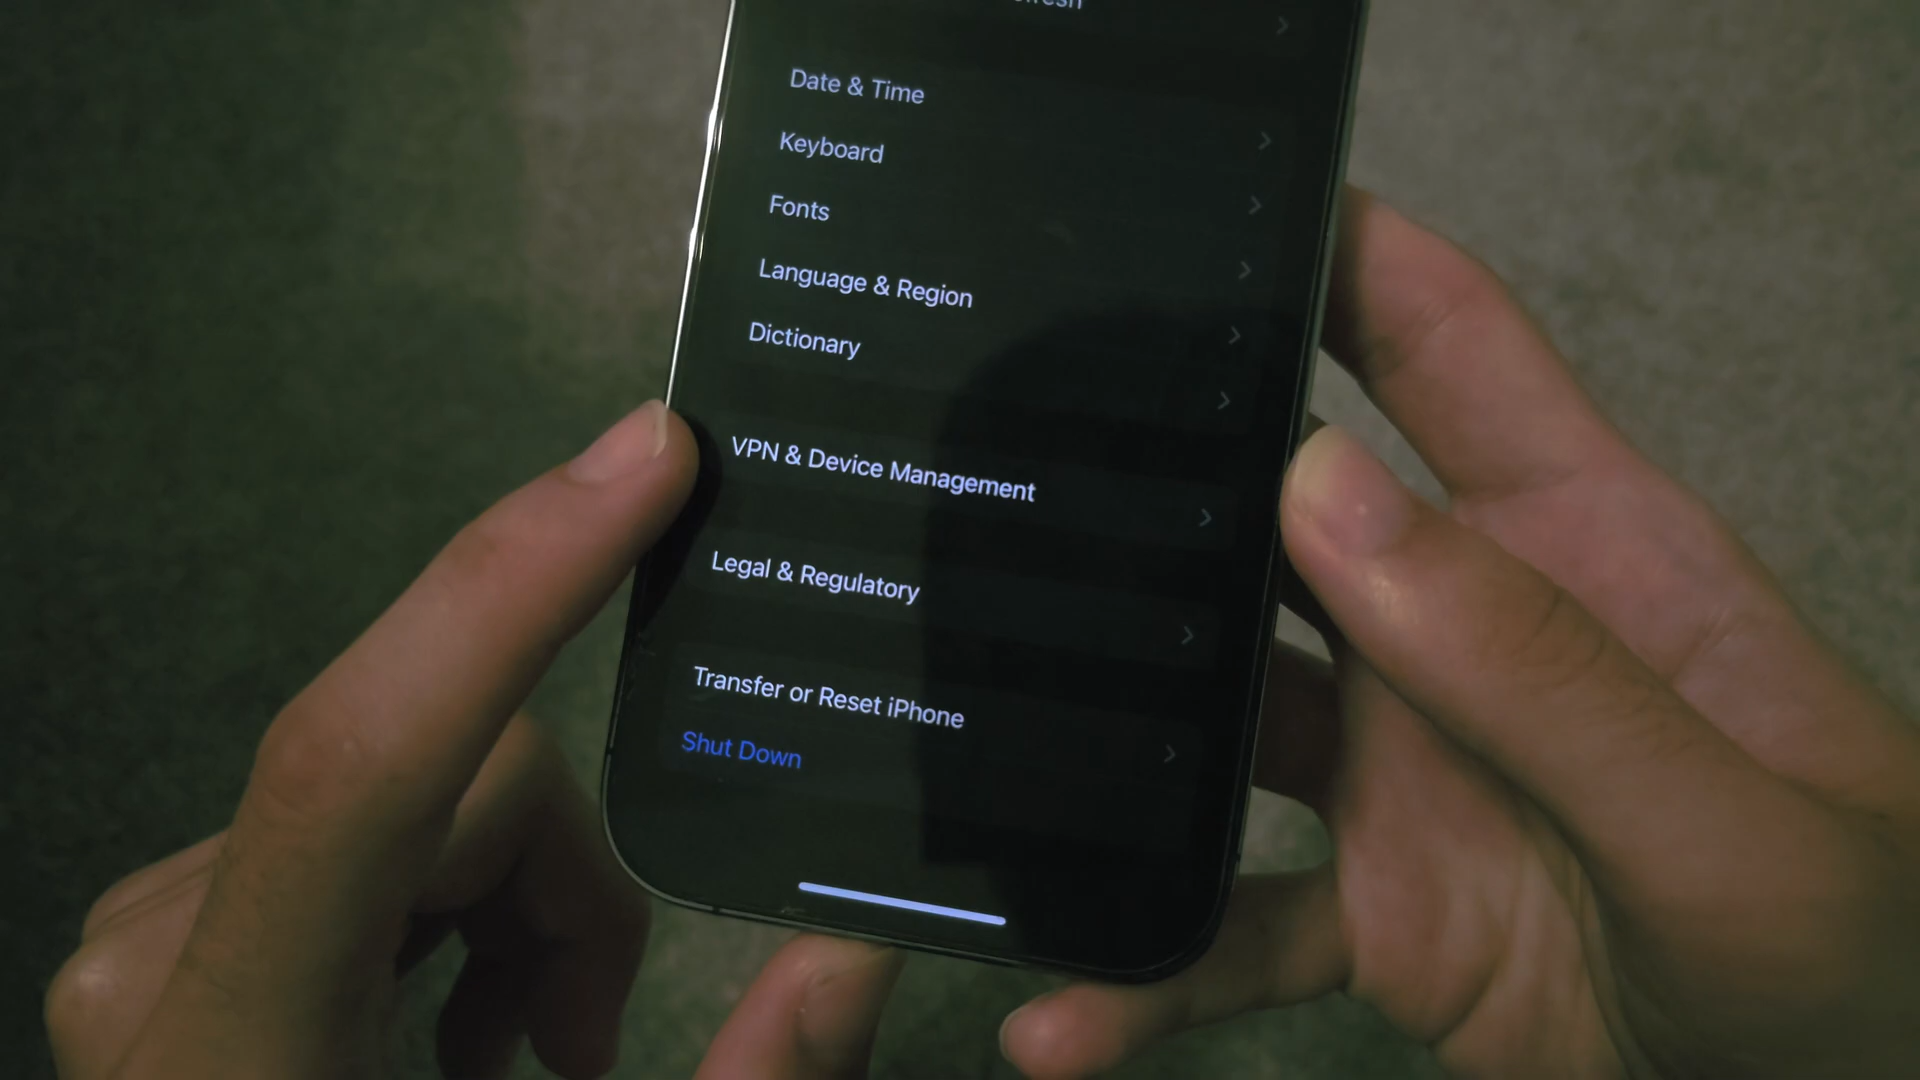 Date & Time
Keyboard
Fonts
Language & Region
Dictionary
VPN & Device Management
Legal & Regulatory
Transfer or Reset iPhone
Shut Down